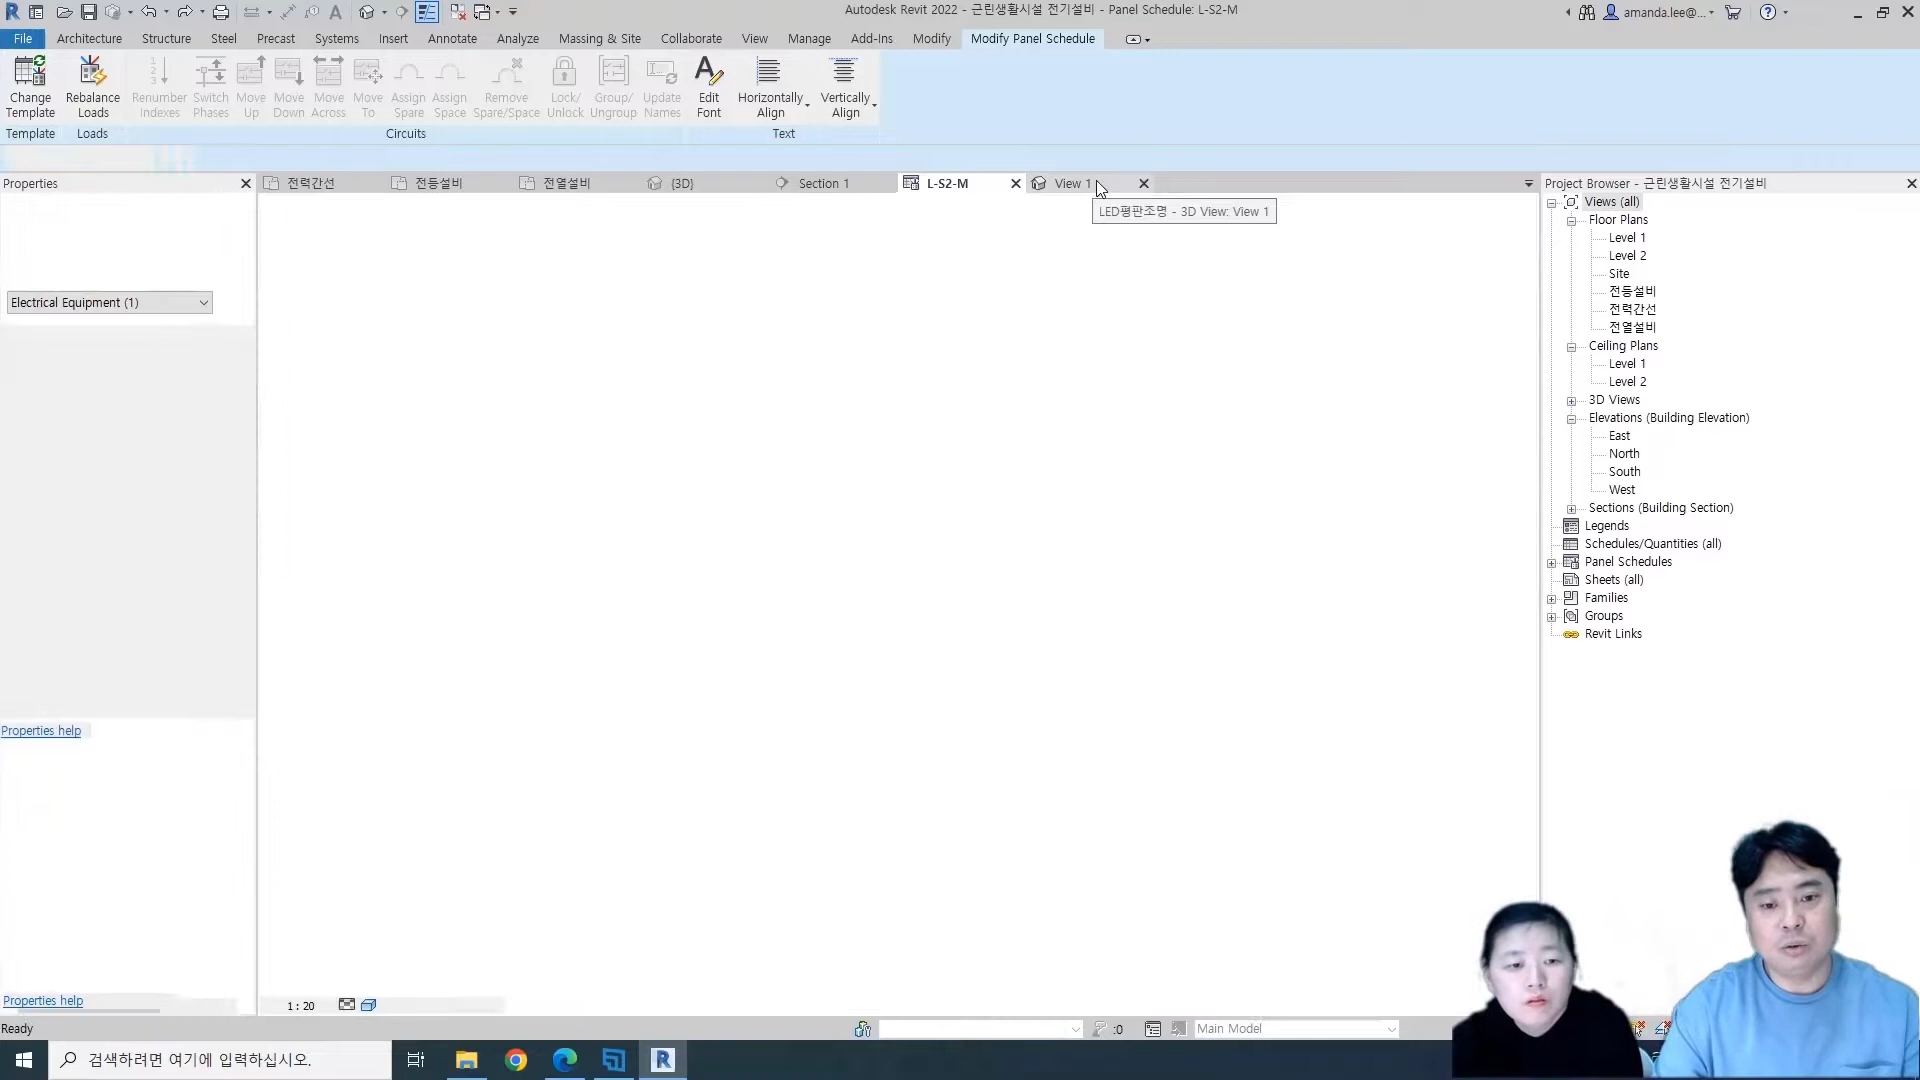 Autodesk Revit 2022 - 근린생활시설 전기설비 - Panel Schedule: L-S2-M
amanda.lee@...
File Architecture Structure Steel Precast Systems Insert Annotate Analyze Massing & Site Collaborate View Manage Add-Ins Modify Modify Panel Schedule
Change Template
Rebalance Loads
Renumber Indexes
Switch Phases
Move Up
Move Down
Move Across
Move To
Assign Spare
Assign Space
Remove Spare/Space
Lock/ Unlock
Group/ Ungroup
Update Names
Edit Font
Horizontally Align
Vertically Align
Template Loads Circuits Text
Properties
전력간선
전등설비
전열설비
{3D}
Section 1
L-S2-M
View 1
LED평판조명 - 3D View: View 1
Electrical Equipment (1)
Properties help
Properties help
1 : 20
Project Browser - 근린생활시설 전기설비
Views (all)
Floor Plans
Level 1
Level 2
Site
전등설비
전력간선
전열설비
Ceiling Plans
Level 1
Level 2
3D Views
Elevations (Building Elevation)
East
North
South
West
Sections (Building Section)
Legends
Schedules/Quantities (all)
Panel Schedules
Sheets (all)
Families
Groups
Revit Links
Ready
:0
Main Model
검색하려면 여기에 입력하십시오.